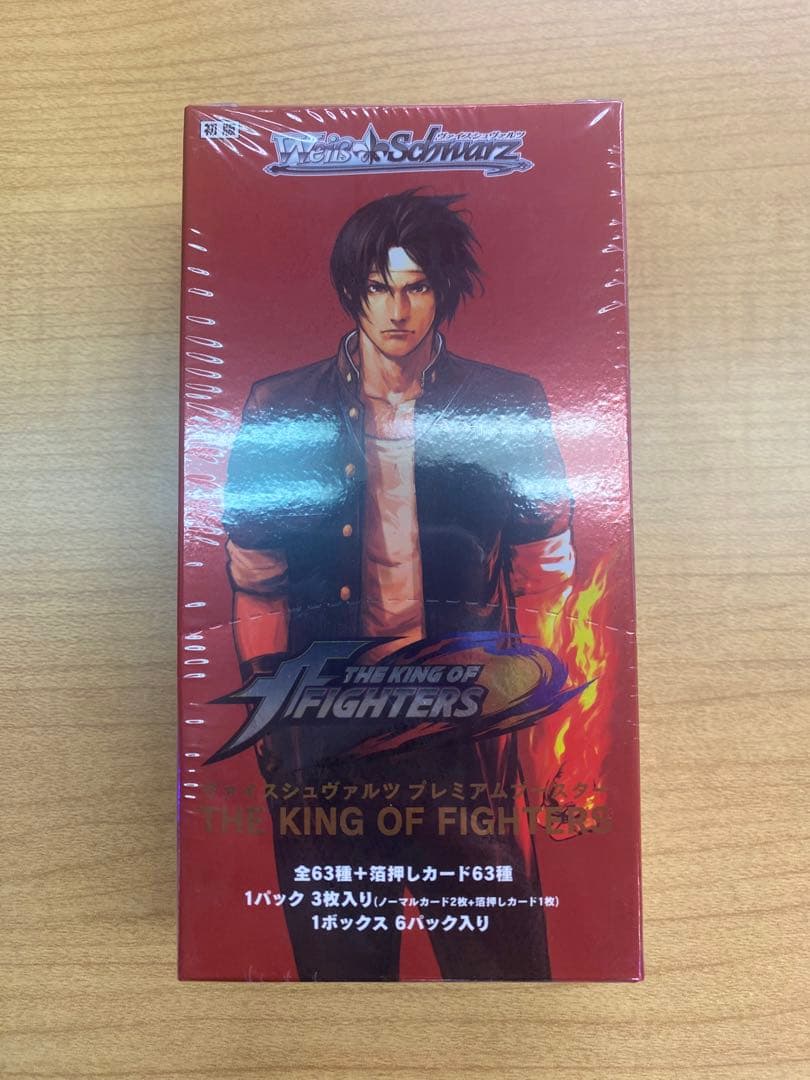 初版
ヴァイスシュヴァルツ
Weiß Schwarz
THE KING OF
FIGHTERS
ヴァイスシュヴァルツ プレミアムブースター
THE KING OF FIGHTERS
全63種+箔押しカード63種
1パック 3枚入り(ノーマルカード2枚+箔押しカード1枚)
1ボックス 6パック入り